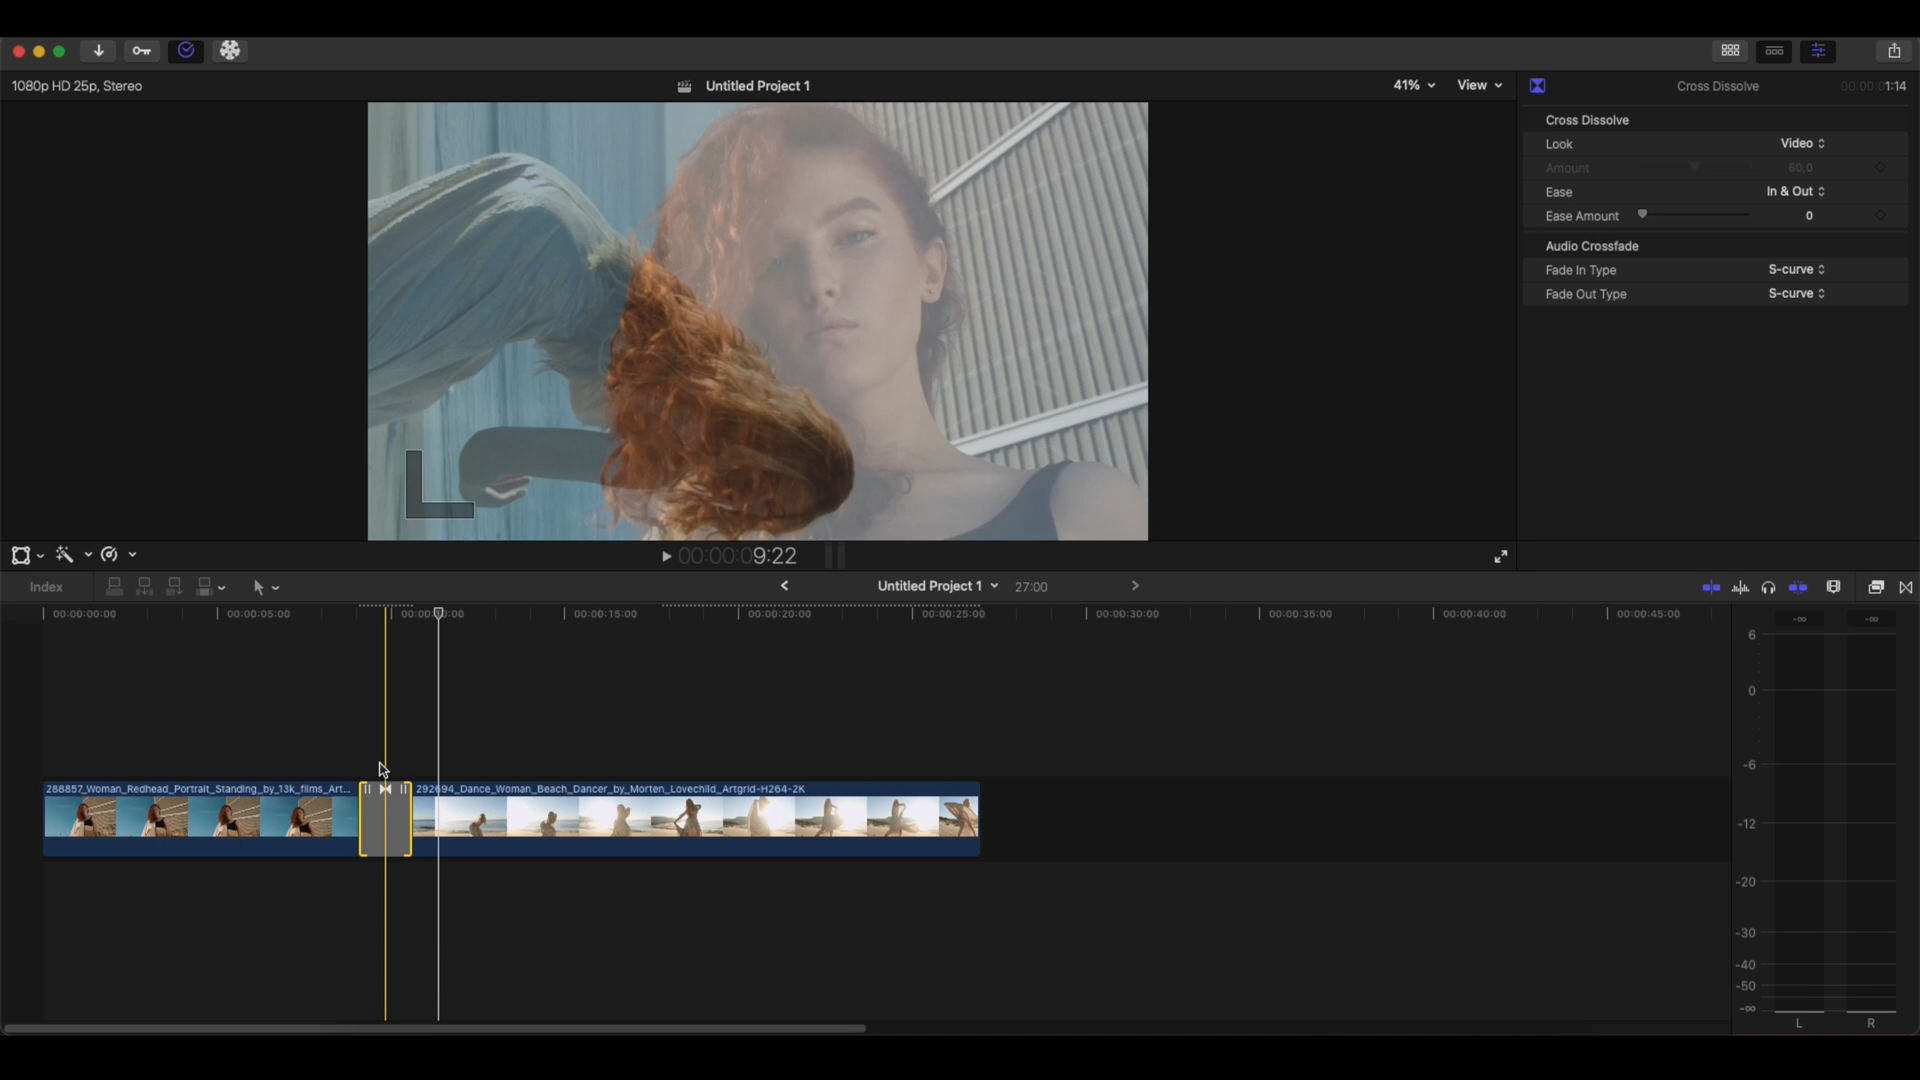 1080p HD 25p, Stereo
Untitled Project 1
41%
View
Cross Dissolve
00:00:01:14
Cross Dissolve
Look
Video
Amount
50,0
Ease
In & Out
Ease Amount
0
Audio Crossfade
Fade In Type
S-curve
Fade Out Type
S-curve
00:00:09:22
Index
Untitled Project 1
27:00
00:00:00:00
00:00:05:00
00:00:10:00
00:00:15:00
00:00:20:00
00:00:25:00
00:00:30:00
00:00:35:00
00:00:40:00
00:00:45:00
288857_Woman_Redhead_Portrait_Standing_by_13k_films_Art...
292694_Dance_Woman_Beach_Dancer_by_Morten_Lovechild_Artgrid-H264-2K
-∞ -∞
6
0
-6
-12
-20
-30
-40
-50
-∞
L R